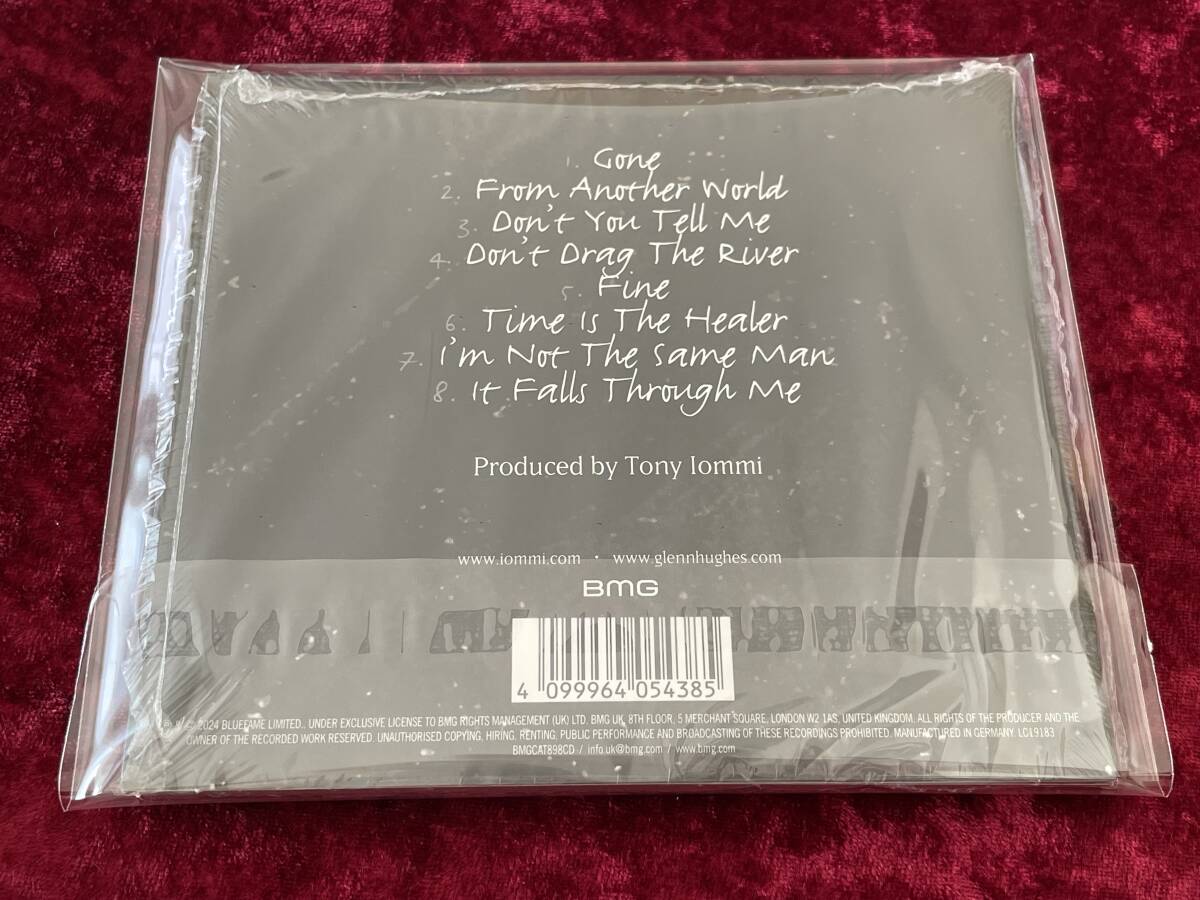 1. Gone
2. From Another World
3. Don't You Tell Me
4. Don't Drag The River
5. Fine
6. Time Is The Healer
7. I'm Not The Same Man
8. It Falls Through Me
Produced by Tony Iommi
www.iommi.com • www.glennhughes.com
BMG
4 099964 054385
℗ & © 2024 BLUEFAME LIMITED., UNDER EXCLUSIVE LICENSE TO BMG RIGHTS MANAGEMENT (UK) LTD. BMG UK, 8TH FLOOR, 5 MERCHANT SQUARE, LONDON W2 1AS, UNITED KINGDOM. ALL RIGHTS OF THE PRODUCER AND THE
OWNER OF THE RECORDED WORK RESERVED. UNAUTHORISED COPYING, HIRING, RENTING, PUBLIC PERFORMANCE AND BROADCASTING OF THESE RECORDINGS PROHIBITED. MANUFACTURED IN GERMANY. LC19183
BMGCAT898CD / info.uk@bmg.com / www.bmg.com